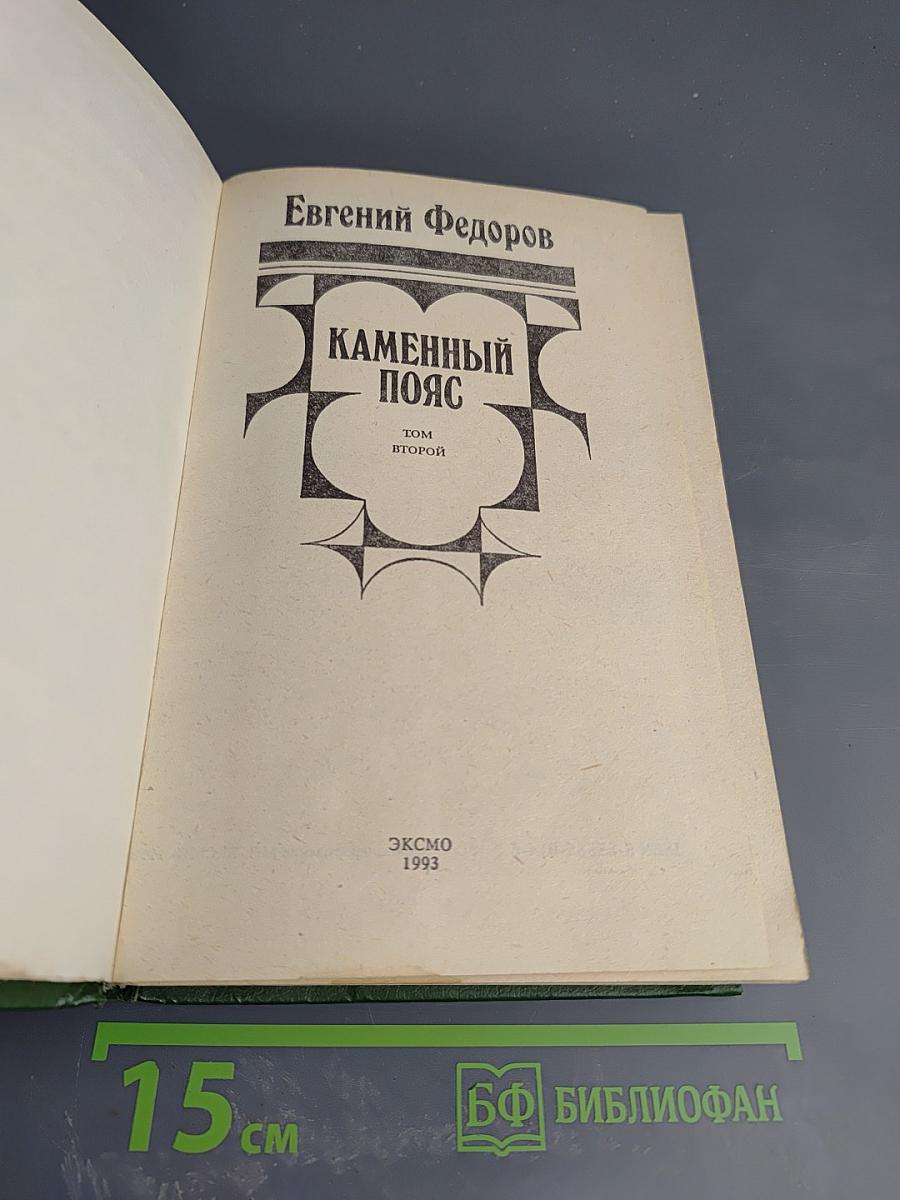 Евгений Федоров
КАМЕННЫЙ
ПОЯС
ТОМ
ВТОРОЙ
ЭКСМО
1993
15 см
БФ БИБЛИОФАН